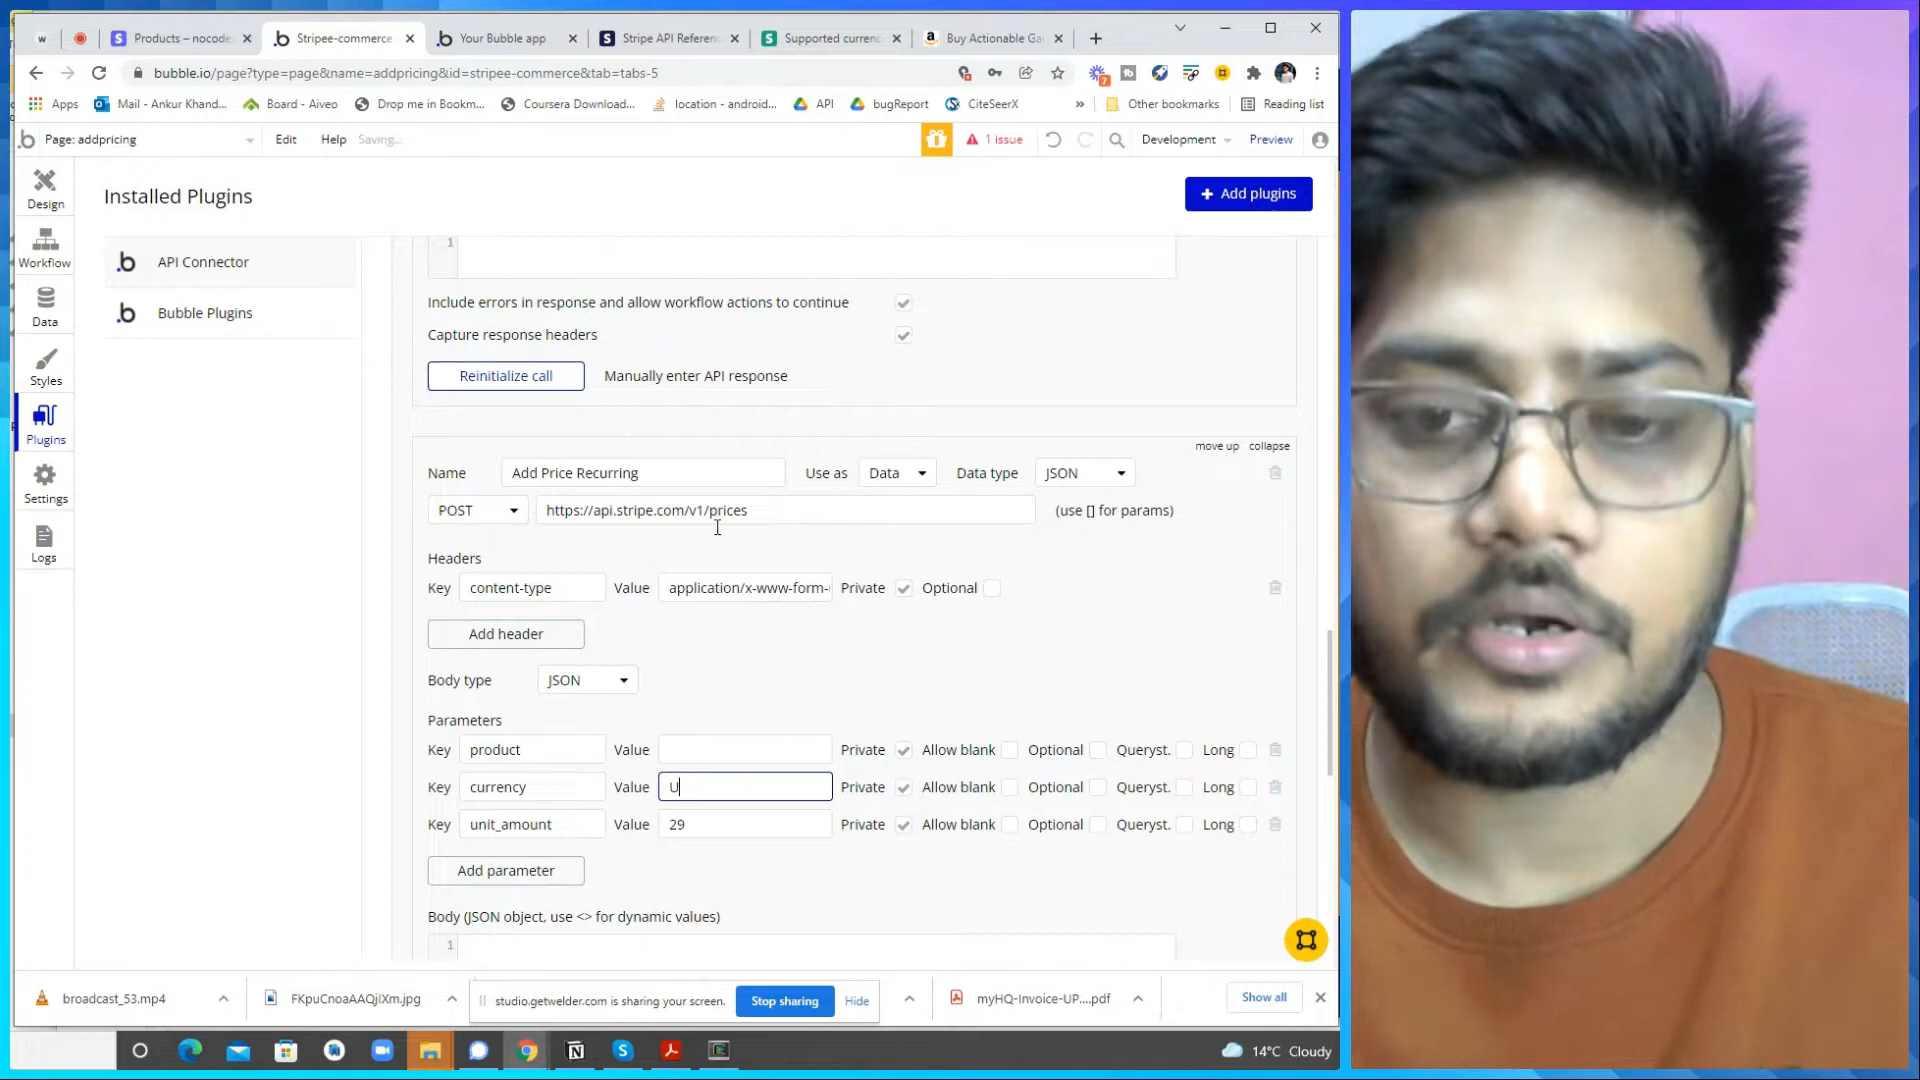 w
Products – nocode
Stripee-commerce
Your Bubble app
Stripe API Referen
Supported currenc
Buy Actionable Ga
bubble.io/page?type=page&name=addpricing&id=stripee-commerce&tab=tabs-5
7
Apps
Mail - Ankur Khand...
Board - Aiveo
Drop me in Bookm...
Coursera Download...
location - android...
API
bugReport
CiteSeerX
»
Other bookmarks
Reading list
Page: addpricing
Edit
Help
Saving...
1 issue
Development
Preview
Design
Workflow
Data
Styles
Plugins
Settings
Logs
Installed Plugins
+ Add plugins
API Connector
Bubble Plugins
1
Include errors in response and allow workflow actions to continue
Capture response headers
Reinitialize call
Manually enter API response
move up
collapse
Name
Add Price Recurring
Use as
Data
Data type
JSON
POST
https://api.stripe.com/v1/prices
(use [] for params)
Headers
Key content-type Value application/x-www-form- Private Optional
Add header
Body type
JSON
Parameters
Key product Value Private Allow blank Optional Queryst. Long
Key currency Value U Private Allow blank Optional Queryst. Long
Key unit_amount Value 29 Private Allow blank Optional Queryst. Long
Add parameter
Body (JSON object, use <> for dynamic values)
1
broadcast_53.mp4
FKpuCnoaAAQjIXm.jpg
studio.getwelder.com is sharing your screen.
Stop sharing
Hide
myHQ-Invoice-UP....pdf
Show all
14°C Cloudy